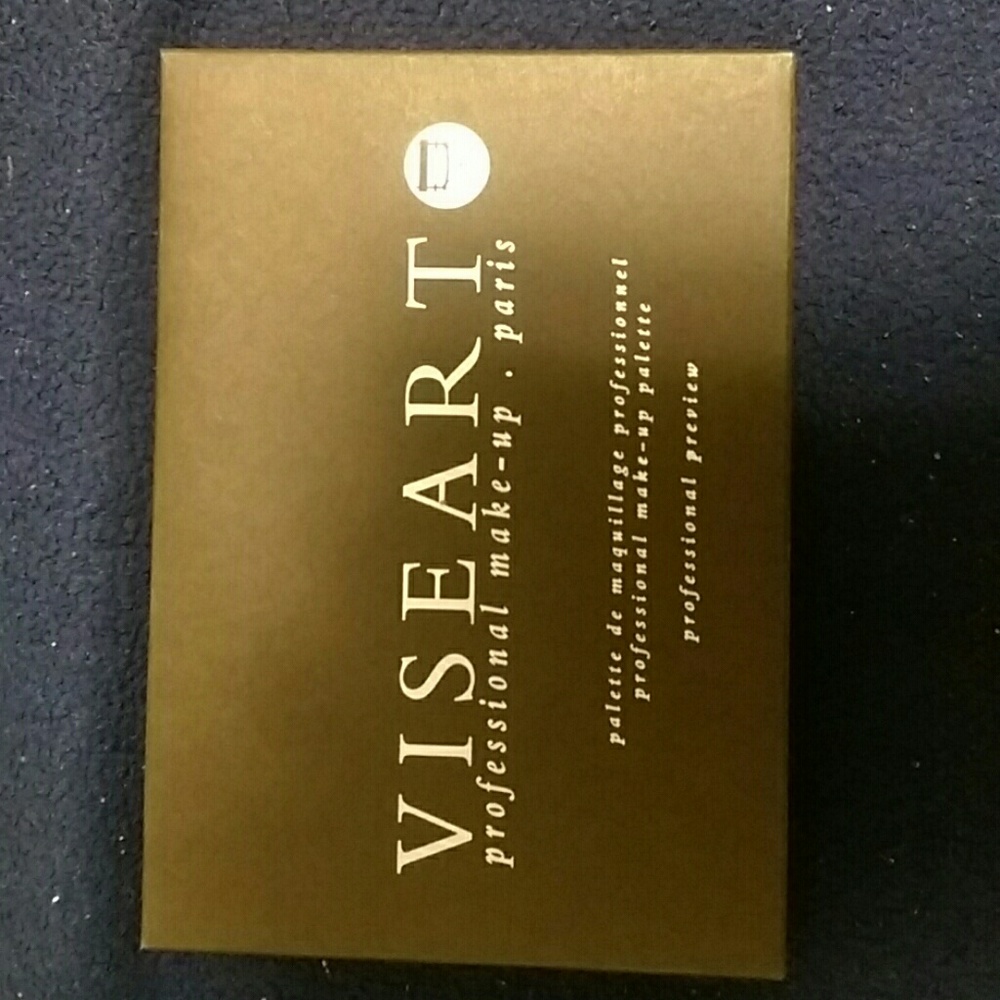 VISEART
professional make-up . paris
palette de maquillage professionnel
professional make-up palette
professional preview